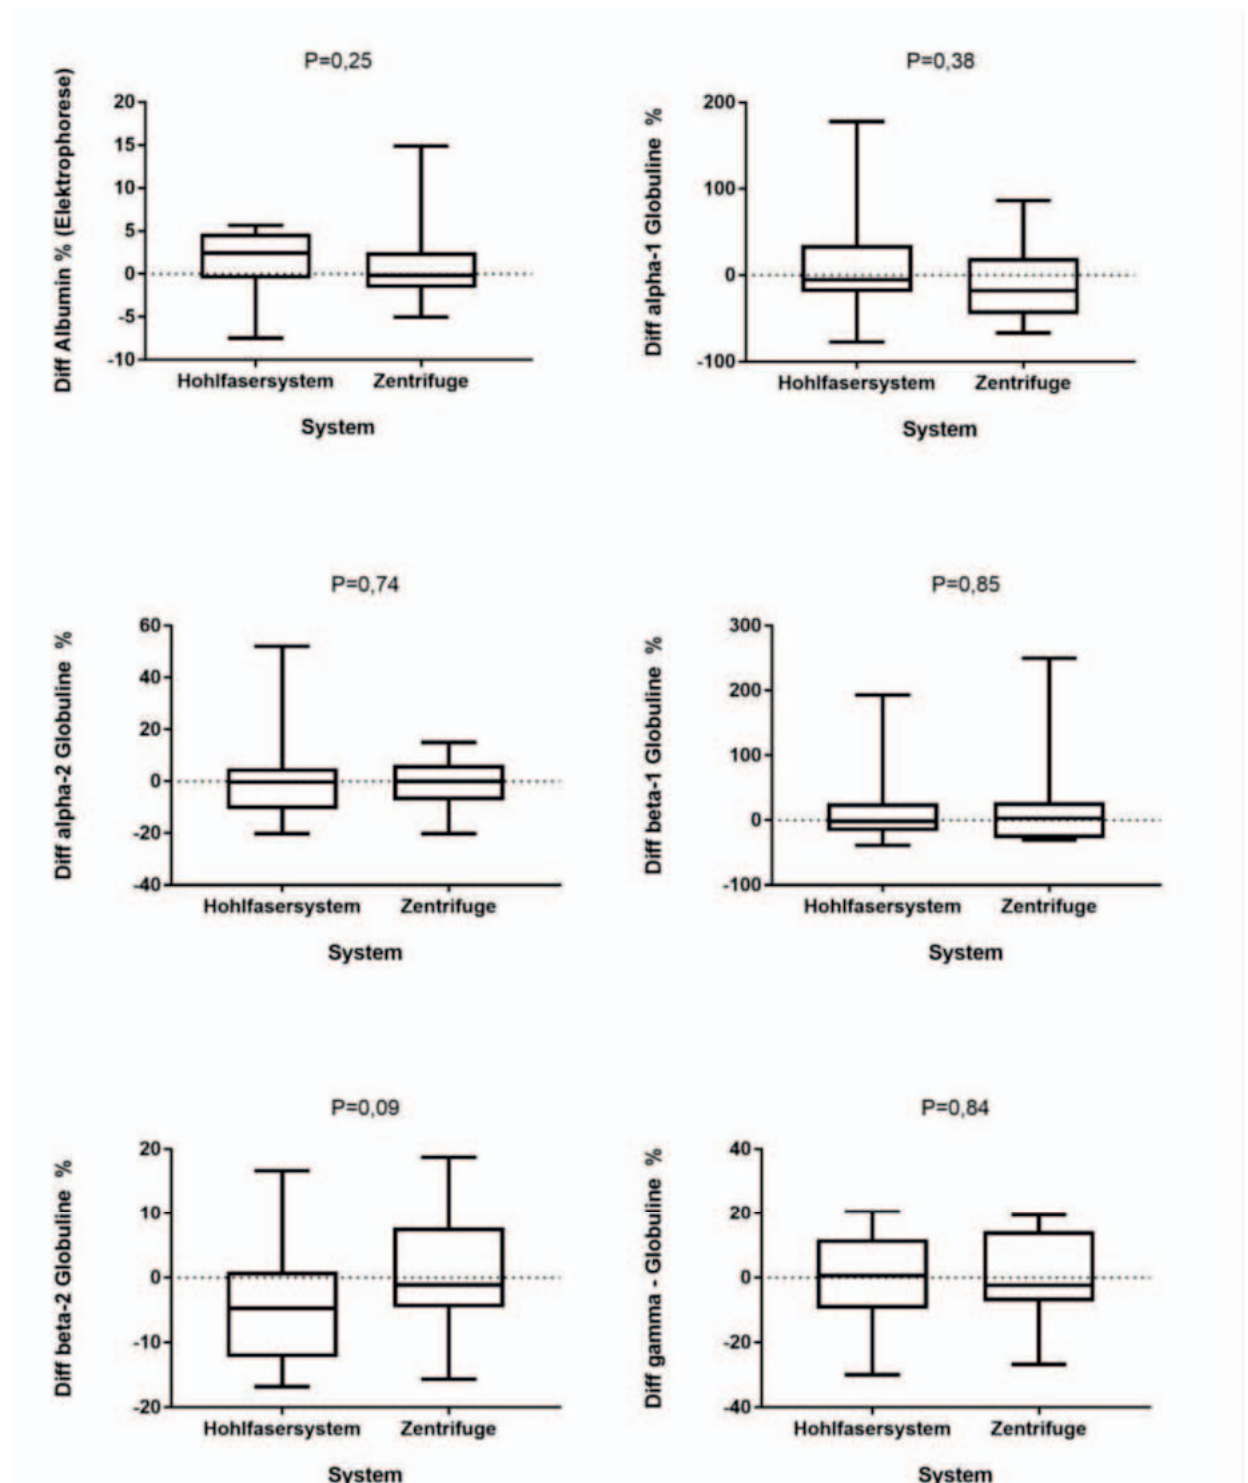 P=0,25
Diff Albumin % (Elektrophorese)
20
15
10
5
0
-5
-10
Hohlfasersystem Zentrifuge
System
P=0,38
Diff alpha-1 Globuline %
200
100
0
-100
Hohlfasersystem Zentrifuge
System
P=0,74
Diff alpha-2 Globuline %
60
40
20
0
-20
-40
Hohlfasersystem Zentrifuge
System
P=0,85
Diff beta-1 Globuline %
300
200
100
0
-100
Hohlfasersystem Zentrifuge
System
P=0,09
Diff beta-2 Globuline %
20
10
0
-10
-20
Hohlfasersystem Zentrifuge
System
P=0,84
Diff gamma - Globuline %
40
20
0
-20
-40
Hohlfasersystem Zentrifuge
System